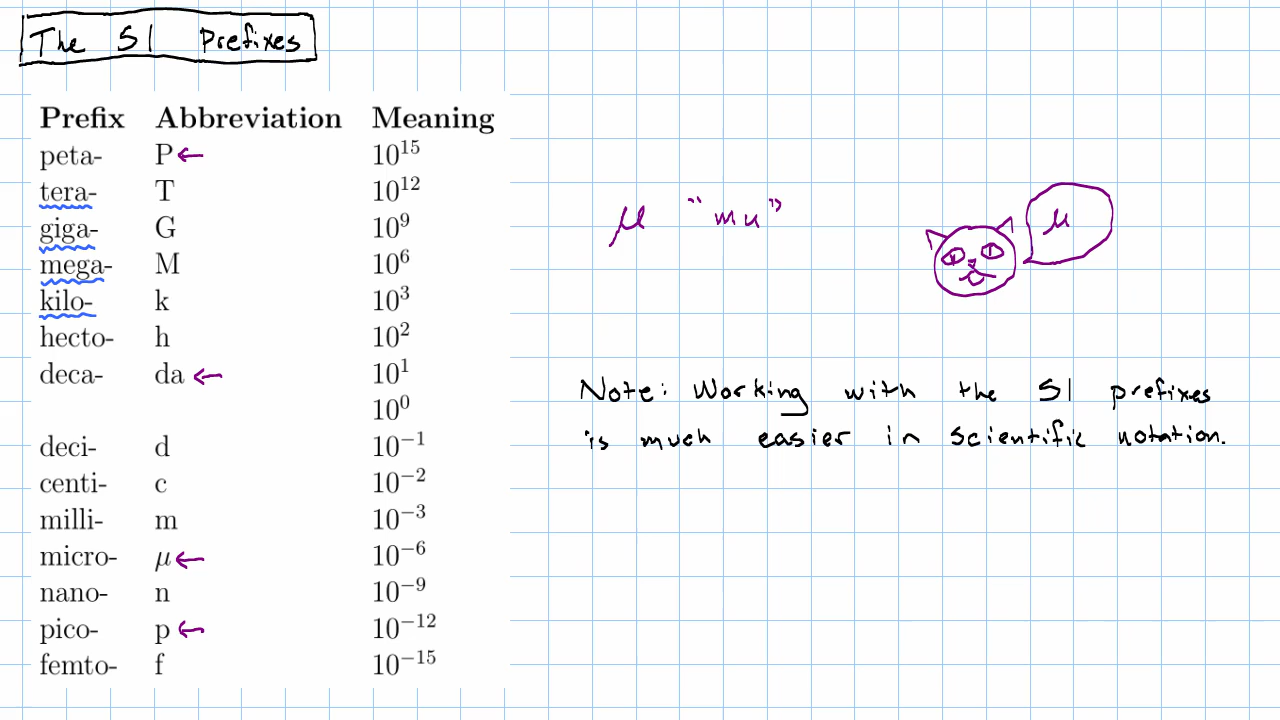 The SI Prefixes
Prefix Abbreviation Meaning
peta- P 10^15
tera- T 10^12
giga- G 10^9
mega- M 10^6
kilo- k 10^3
hecto- h 10^2
deca- da 10^1
10^0
deci- d 10^−1
centi- c 10^−2
milli- m 10^−3
micro- μ 10^−6
nano- n 10^−9
pico- p 10^−12
femto- f 10^−15
μ "mu"
μ
Note: Working with the SI prefixes
is much easier in scientific notation.